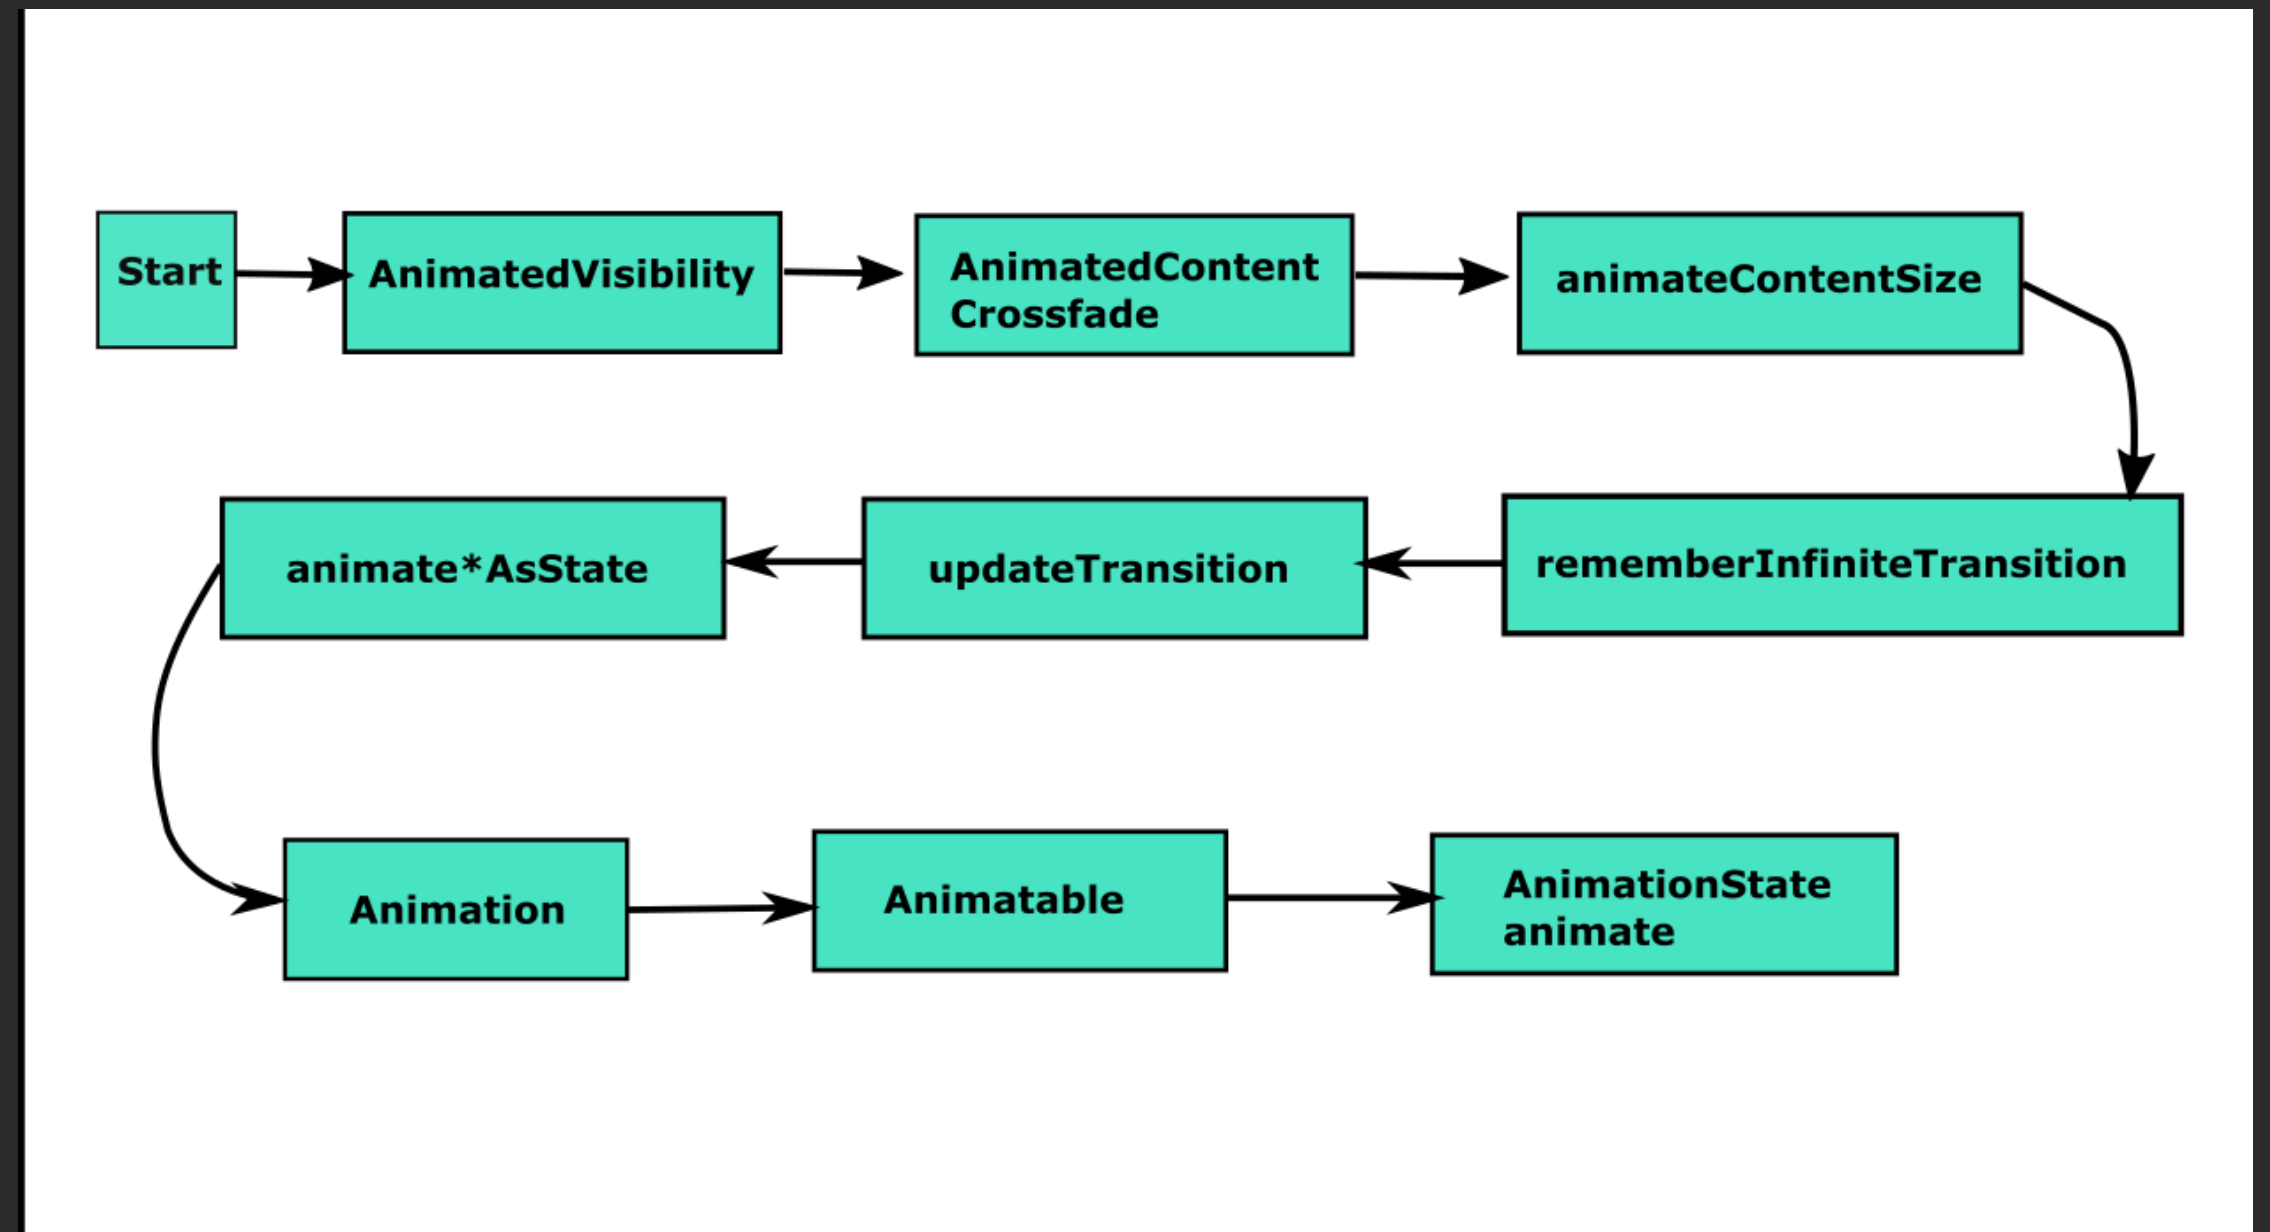 Start
AnimatedVisibility
AnimatedContent
Crossfade
animateContentSize
rememberInfiniteTransition
updateTransition
animate*AsState
Animation
Animatable
AnimationState
animate